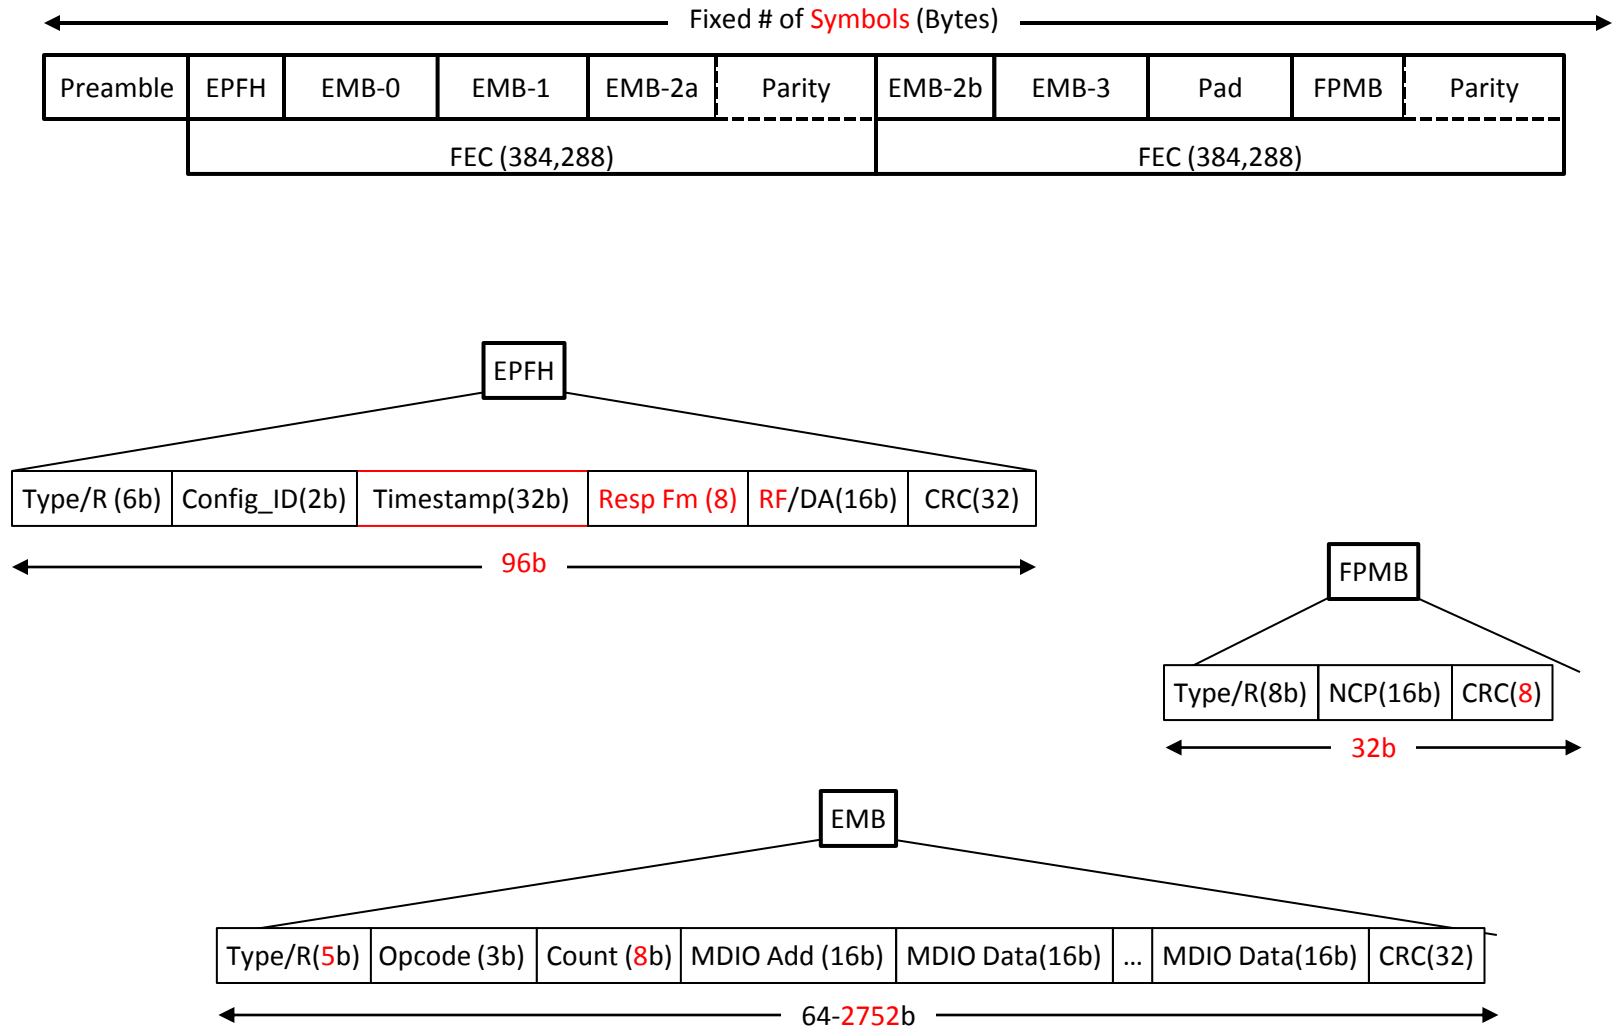 Fixed # of Symbols (Bytes)
Preamble EPFH EMB-0 EMB-1 EMB-2a Parity EMB-2b EMB-3 Pad FPMB Parity
FEC (384,288) FEC (384,288)
EPFH
Type/R (6b) Config_ID(2b) Timestamp(32b) Resp Fm (8) RF/DA(16b) CRC(32)
96b
FPMB
Type/R(8b) NCP(16b) CRC(8)
32b
EMB
Type/R(5b) Opcode (3b) Count (8b) MDIO Add (16b) MDIO Data(16b) ... MDIO Data(16b) CRC(32)
64-2752b